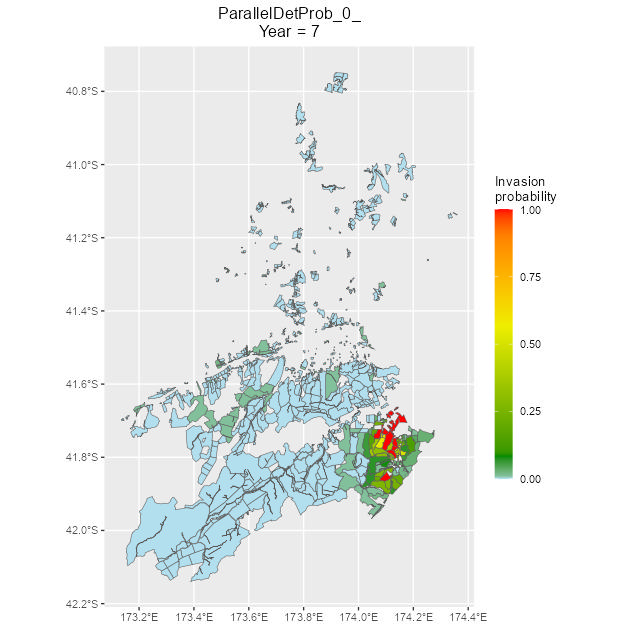 ParallelDetProb_0_
Year = 7
40.8°S
41.0°S
41.2°S
41.4°S
41.6°S
41.8°S
42.0°S
42.2°S
173.2°E 173.4°E 173.6°E 173.8°E 174.0°E 174.2°E 174.4°E
Invasion
probability
1.00
0.75
0.50
0.25
0.00